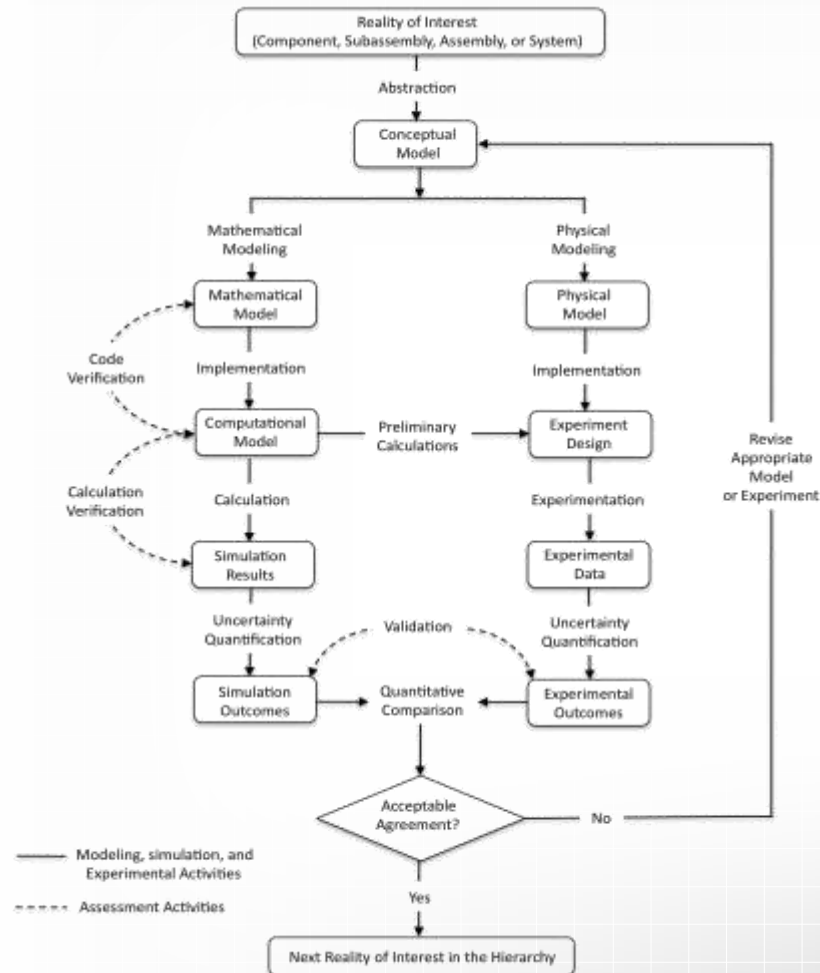 Reality of Interest
(Component, Subassembly, Assembly, or System)
Abstraction
Conceptual
Model
Mathematical
Modeling
Physical
Modeling
Mathematical
Model
Physical
Model
Code
Verification
Implementation
Implementation
Computational
Model
Preliminary
Calculations
Experiment
Design
Revise
Appropriate
Model
or Experiment
Calculation
Verification
Calculation
Experimentation
Simulation
Results
Experimental
Data
Uncertainty
Quantification
Validation
Uncertainty
Quantification
Simulation
Outcomes
Quantitative
Comparison
Experimental
Outcomes
Acceptable
Agreement?
No
Modeling, simulation, and
Experimental Activities
Assessment Activities
Yes
Next Reality of Interest in the Hierarchy